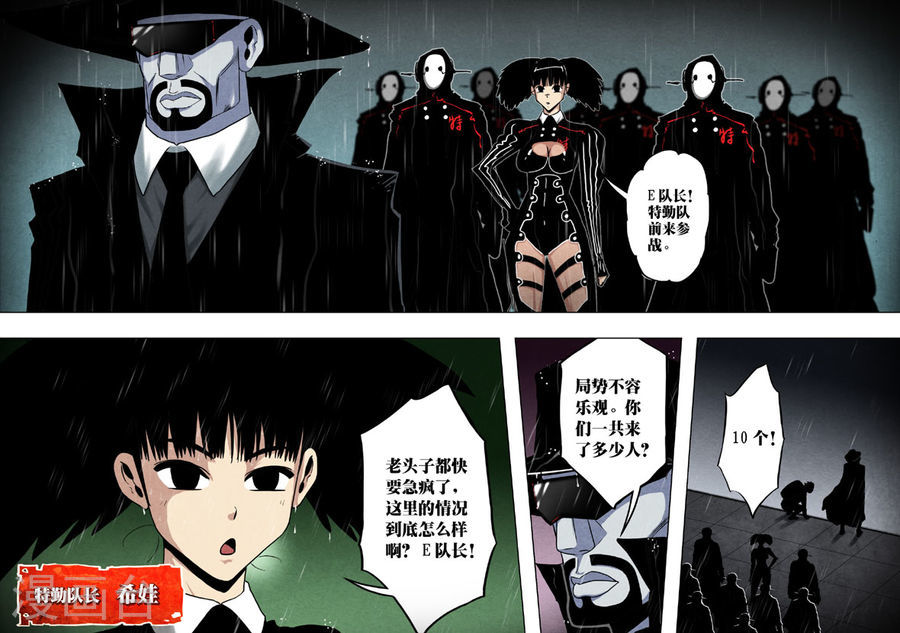 特
特
特
E队长！
特勤队
前来参
战。
老头子都快
要急疯了，
这里的情况
到底怎么样
啊？E队长！
特勤队长 希娃
漫画台
局势不容
乐观。你
们一共来
了多少人？
10个！